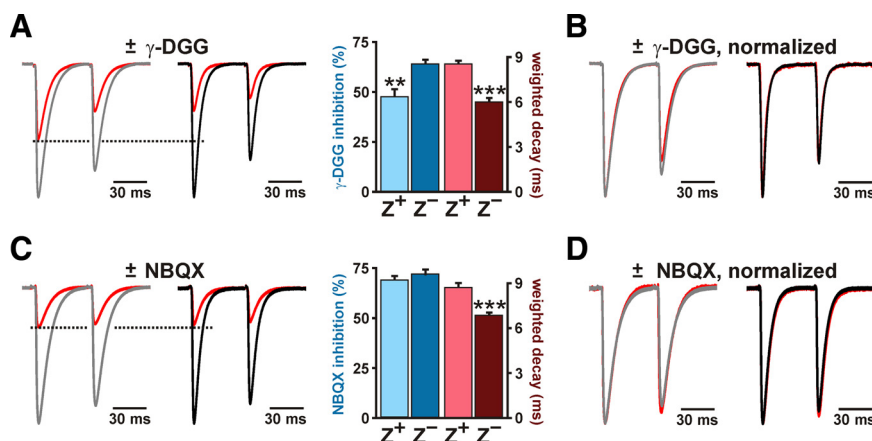 A
± γ-DGG
30 ms
30 ms
γ-DGG inhibition (%)
75
50
25
0
**
***
9
6
3
0
weighted decay (ms)
Z+ Z− Z+ Z−
B
± γ-DGG, normalized
30 ms
30 ms
C
± NBQX
30 ms
30 ms
NBQX inhibition (%)
75
50
25
0
***
9
6
3
0
weighted decay (ms)
Z+ Z− Z+ Z−
D
± NBQX, normalized
30 ms
30 ms